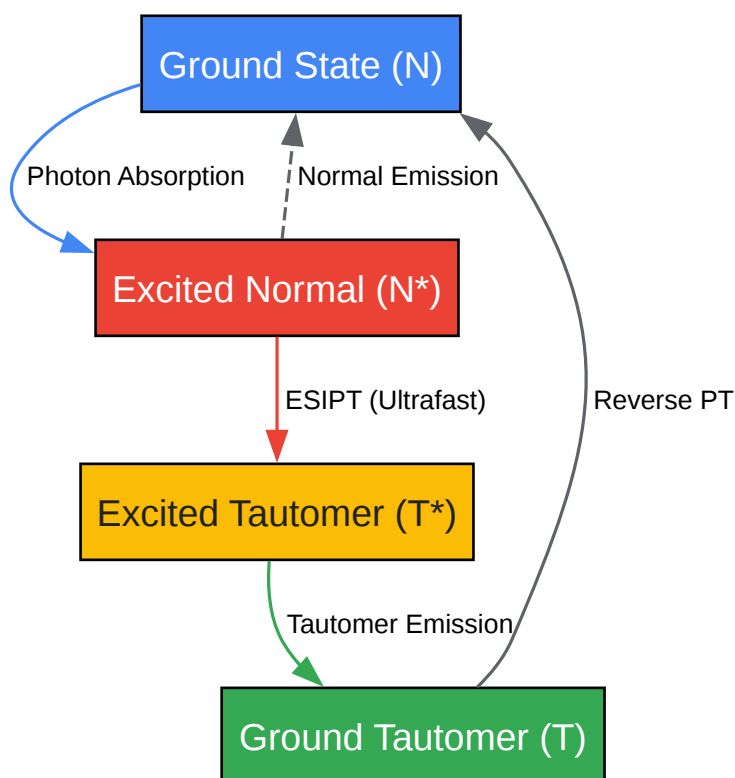 Ground State (N)
Photon Absorption
Normal Emission
Excited Normal (N*)
ESIPT (Ultrafast)
Reverse PT
Excited Tautomer (T*)
Tautomer Emission
Ground Tautomer (T)